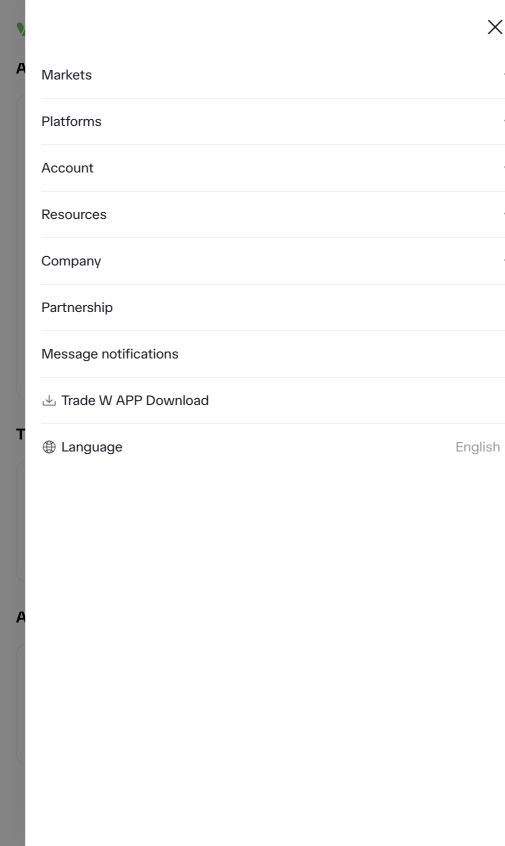 Markets
Platforms
Account
Resources
Company
Partnership
Message notifications
Trade W APP Download
Language English